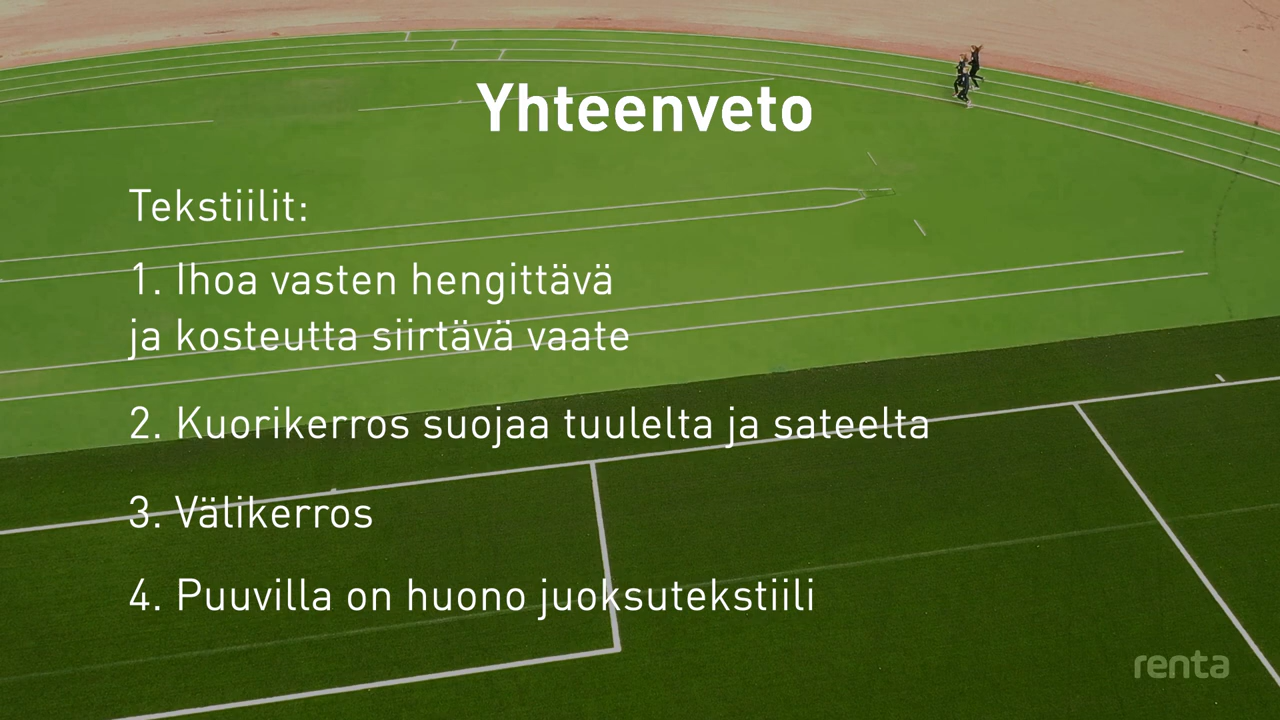 Yhteenveto
Tekstiilit:
1. Ihoa vasten hengittävä
ja kosteutta siirtävä vaate
2. Kuorikerros suojaa tuulelta ja sateelta
3. Välikerros
4. Puuvilla on huono juoksutekstiili
renta